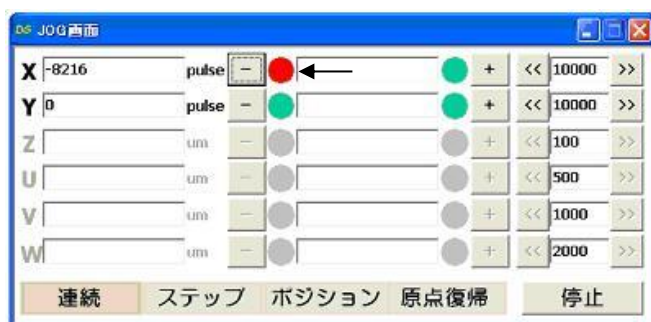 DS JOG画面
X -8216 pulse - + << 10000 >>
Y 0 pulse - + << 10000 >>
Z um - + << 100 >>
U um - + << 500 >>
V um - + << 1000 >>
W um - + << 2000 >>
連続 ステップ ポジション 原点復帰 停止